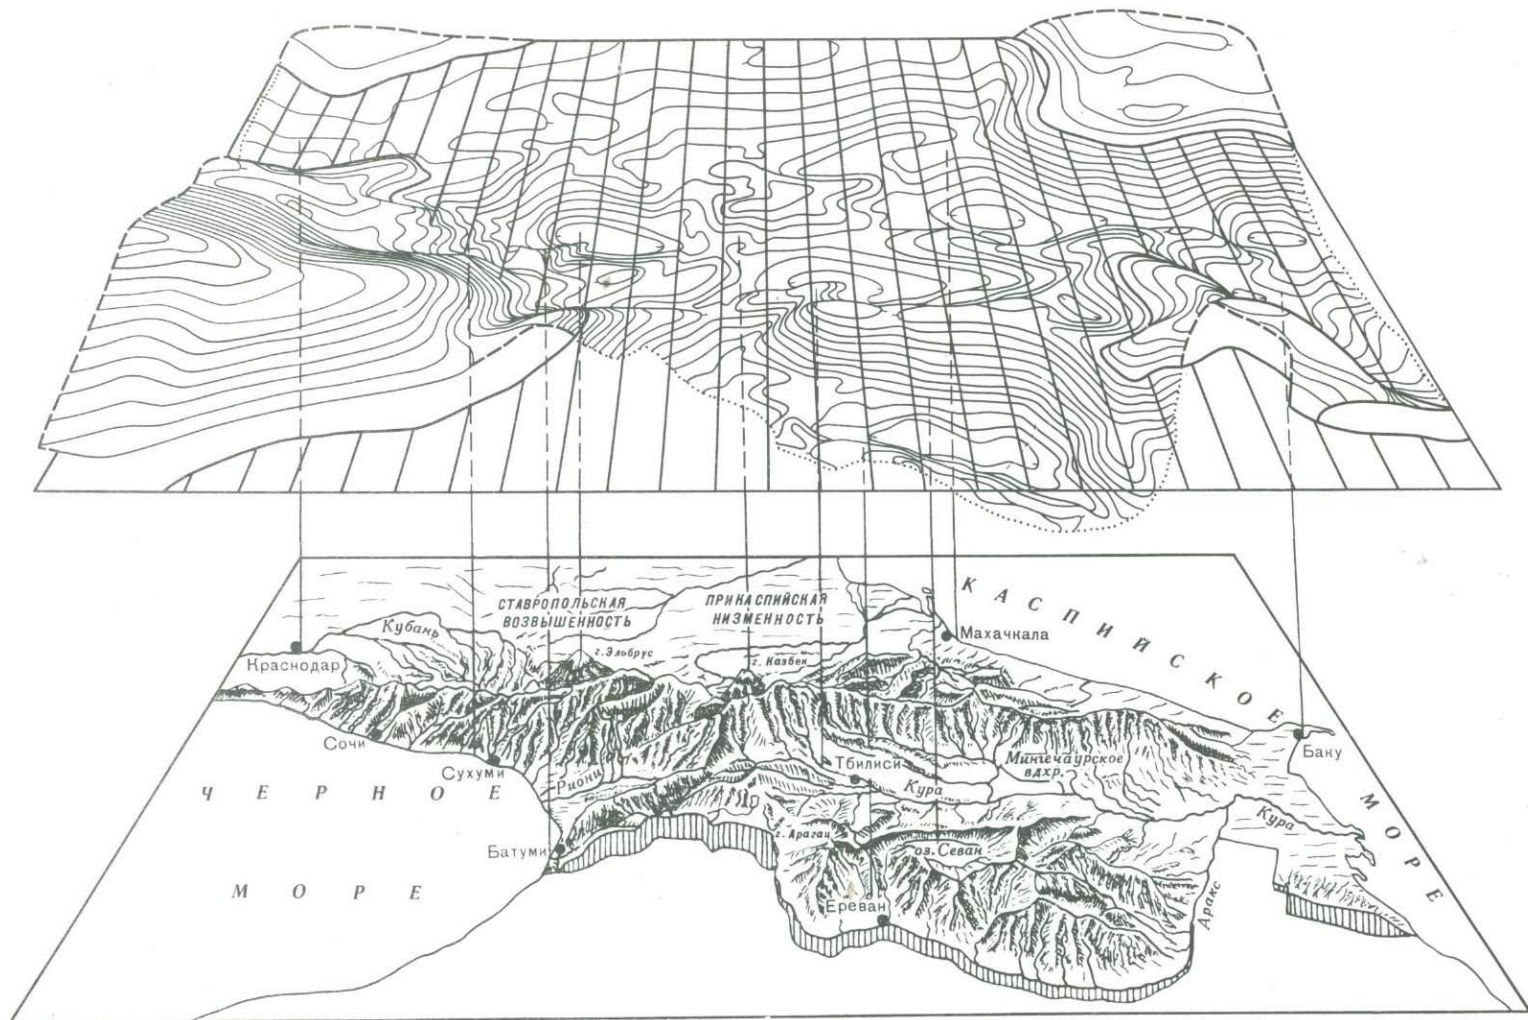 СТАВРОПОЛЬСКАЯ
ВОЗВЫШЕННОСТЬ
ПРИКАСПИЙСКАЯ
НИЗМЕННОСТЬ
КАСПИЙСКОЕ
МОРЕ
Кубань
Краснодар
г. Эльбрус
г. Казбек
Махачкала
Сочи
Сухуми
Риони
Тбилиси
Кура
Мингечаурское
вдхр.
Баку
ЧЕРНОЕ
МОРЕ
Батуми
г. Арагац
оз. Севан
Кура
Ереван
Аракс